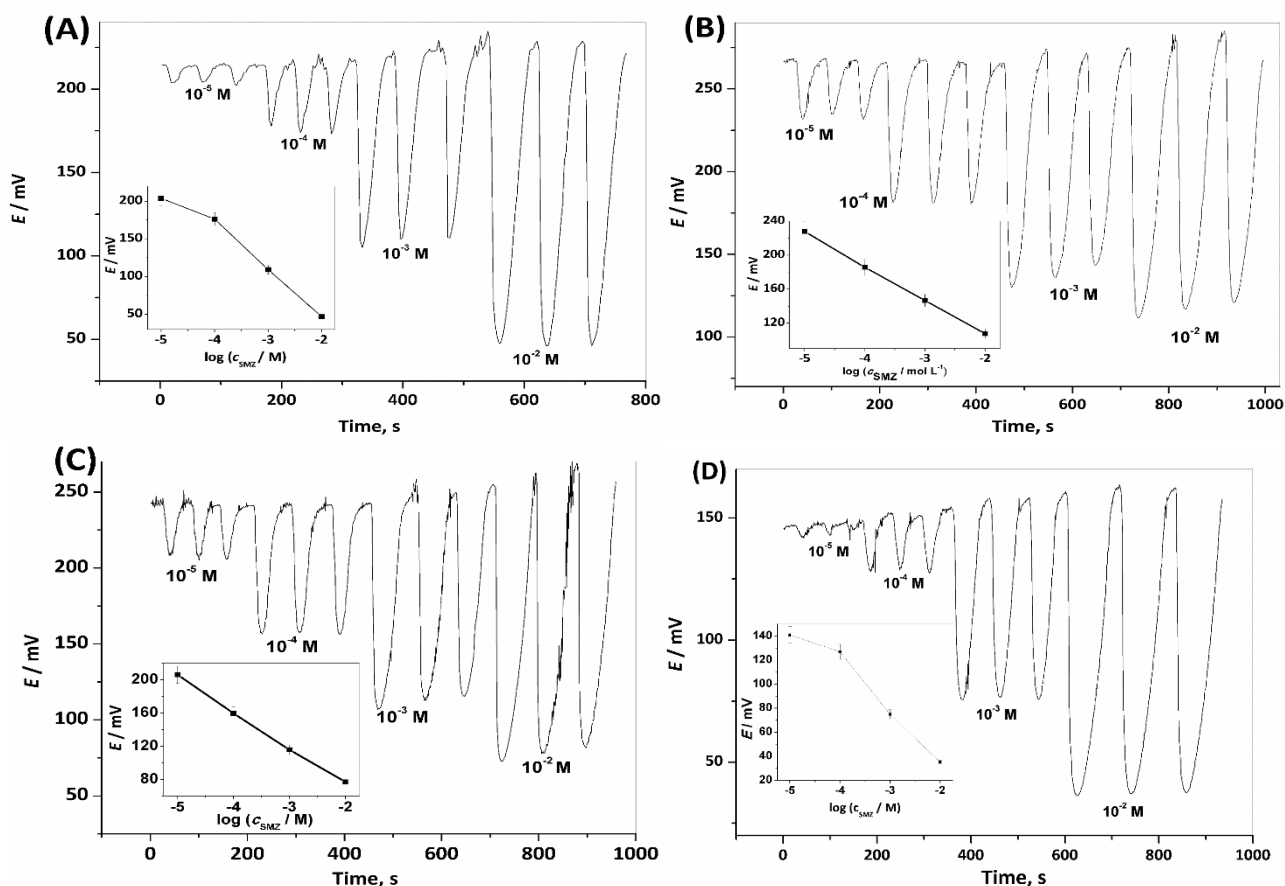 (A)
E / mV
200
150
100
50
10-5 M
10-4 M
10-3 M
10-2 M
E / mV
200
150
100
50
-5 -4 -3 -2
log (cSMZ / M)
0 200 400 600 800
Time, s
(B)
E / mV
250
200
150
100
10-5 M
10-4 M
10-3 M
10-2 M
E / mV
240
200
160
120
-5 -4 -3 -2
log (cSMZ / mol L-1)
0 200 400 600 800 1000
Time, s
(C)
E / mV
250
200
150
100
50
10-5 M
10-4 M
10-3 M
10-2 M
E / mV
200
160
120
80
-5 -4 -3 -2
log (cSMZ / M)
0 200 400 600 800 1000
Time, s
(D)
E / mV
150
100
50
10-5 M
10-4 M
10-3 M
10-2 M
E / mV
140
120
100
80
60
40
20
-5 -4 -3 -2
log (cSMZ / M)
0 200 400 600 800 1000
Time, s